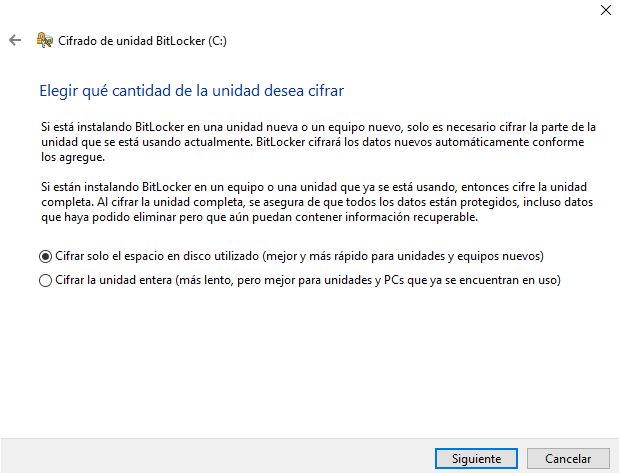 Cifrado de unidad BitLocker (C:)
Elegir qué cantidad de la unidad desea cifrar
Si está instalando BitLocker en una unidad nueva o un equipo nuevo, solo es necesario cifrar la parte de la
unidad que se está usando actualmente. BitLocker cifrará los datos nuevos automáticamente conforme
los agregue.
Si están instalando BitLocker en un equipo o una unidad que ya se está usando, entonces cifre la unidad
completa. Al cifrar la unidad completa, se asegura de que todos los datos están protegidos, incluso datos
que haya podido eliminar pero que aún puedan contener información recuperable.
Cifrar solo el espacio en disco utilizado (mejor y más rápido para unidades y equipos nuevos)
Cifrar la unidad entera (más lento, pero mejor para unidades y PCs que ya se encuentran en uso)
Siguiente
Cancelar